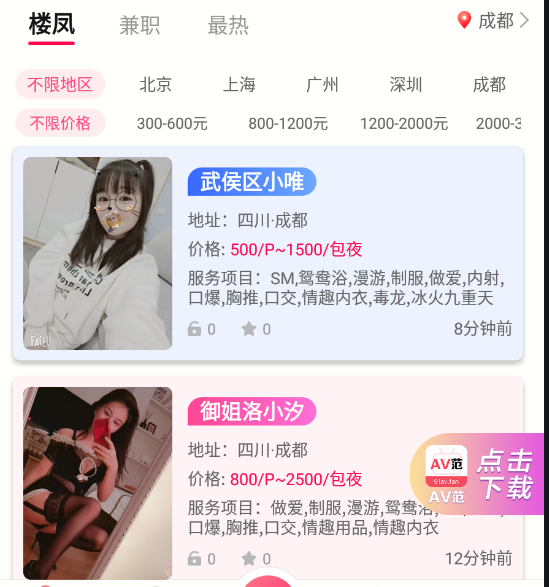 楼凤 兼职 最热 成都
不限地区 北京 上海 广州 深圳 成都
不限价格 300-600元 800-1200元 1200-2000元 2000-3
武侯区小唯
地址：四川·成都
价格: 500/P~1500/包夜
服务项目：SM,鸳鸯浴,漫游,制服,做爱,内射,
口爆,胸推,口交,情趣内衣,毒龙,冰火九重天
0 0 8分钟前
FACEU
御姐洛小汐
地址：四川·成都
价格: 800/P~2500/包夜
服务项目：做爱,制服,漫游,鸳鸯浴,
口爆,胸推,口交,情趣用品,情趣内衣
0 0 12分钟前
AV范
91av.fan
AV范
点击
下载